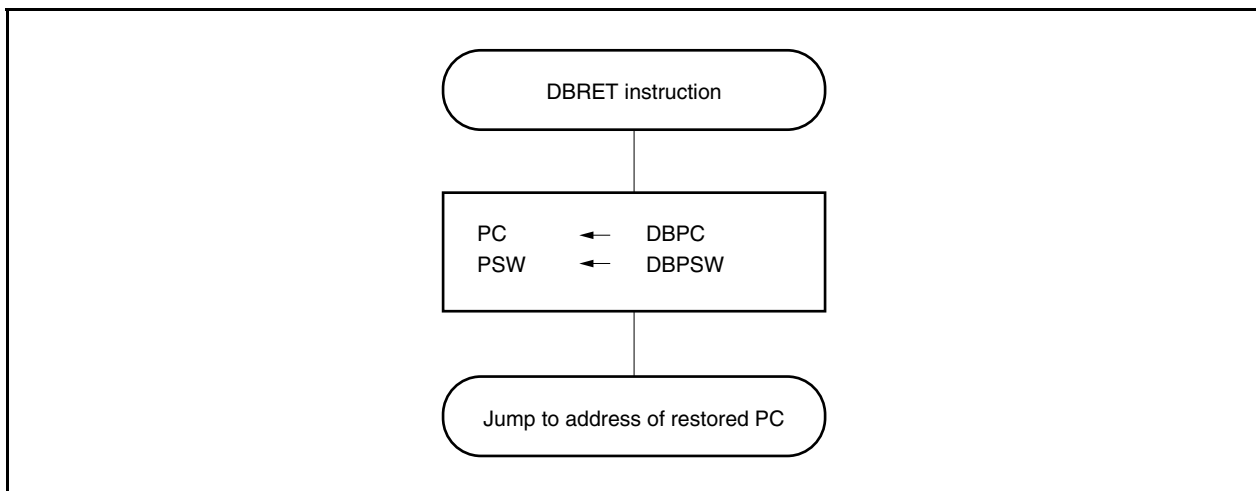 DBRET instruction
PC ← DBPC
PSW ← DBPSW
Jump to address of restored PC